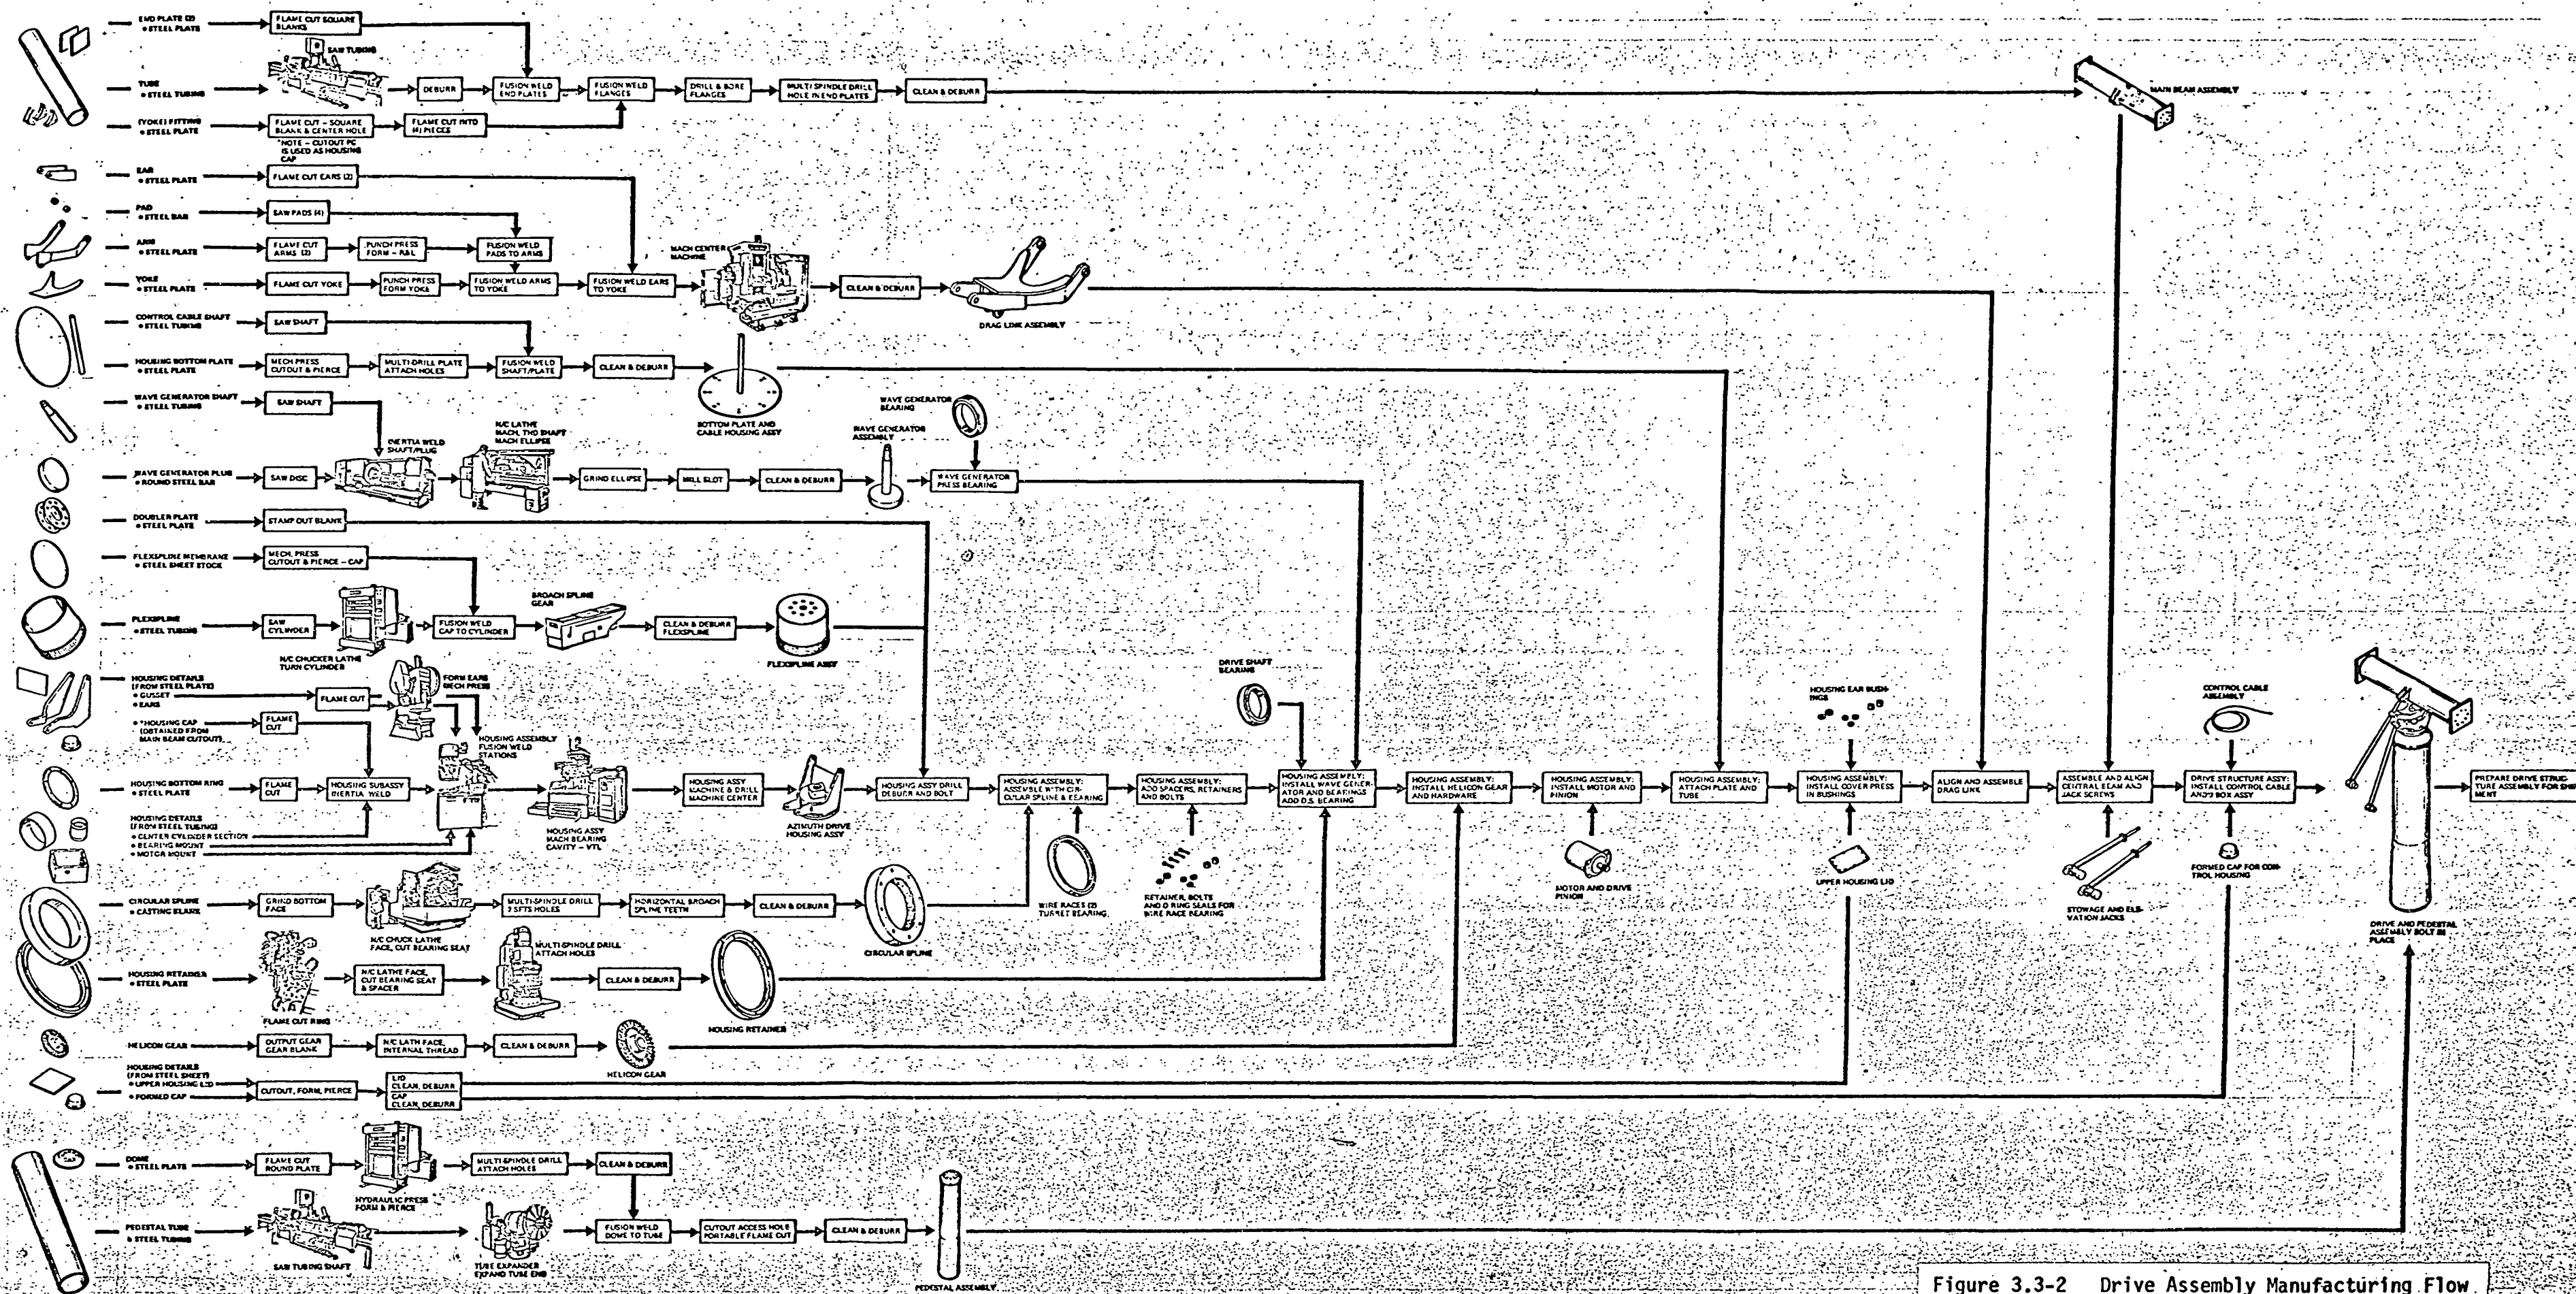 END PLATE (2)
• STEEL PLATE
FLAME CUT SQUARE
BLANKS
SAW TUBING
TUBE
• STEEL TUBING
DEBURR
FUSION WELD
END PLATES
FUSION WELD
FLANGES
DRILL & BORE
FLANGES
MULTI SPINDLE DRILL
HOLE IN END PLATES
CLEAN & DEBURR
MAIN BEAM ASSEMBLY
(YOKE) FITTING
• STEEL PLATE
FLAME CUT – SQUARE
BLANK & CENTER HOLE
FLAME CUT INTO
(4) PIECES
*NOTE – CUTOUT PC
IS USED AS HOUSING
CAP
EAR
• STEEL PLATE
FLAME CUT EARS (2)
PAD
• STEEL BAR
SAW PADS (4)
ARM
• STEEL PLATE
FLAME CUT
ARMS (2)
PUNCH PRESS
FORM – R&L
FUSION WELD
PADS TO ARMS
MACH CENTER
MACHINE
YOKE
• STEEL PLATE
FLAME CUT YOKE
PUNCH PRESS
FORM YOKE
FUSION WELD ARMS
TO YOKE
FUSION WELD EARS
TO YOKE
CLEAN & DEBURR
DRAG LINK ASSEMBLY
CONTROL CABLE SHAFT
• STEEL TUBING
SAW SHAFT
HOUSING BOTTOM PLATE
• STEEL PLATE
MECH PRESS
CUTOUT & PIERCE
MULTI-DRILL PLATE
ATTACH HOLES
FUSION WELD
SHAFT/PLATE
CLEAN & DEBURR
BOTTOM PLATE AND
CABLE HOUSING ASSY
WAVE GENERATOR SHAFT
• STEEL TUBING
SAW SHAFT
INERTIA WELD
SHAFT/PLUG
N/C LATHE
MACH, THD SHAFT
MACH ELLIPSE
WAVE GENERATOR
BEARING
WAVE GENERATOR
ASSEMBLY
WAVE GENERATOR PLUG
• ROUND STEEL BAR
SAW DISC
GRIND ELLIPSE
MILL SLOT
CLEAN & DEBURR
WAVE GENERATOR
PRESS BEARING
DOUBLER PLATE
• STEEL PLATE
STAMP OUT BLANK
FLEXSPLINE MEMBRANE
• STEEL SHEET STOCK
MECH. PRESS
CUTOUT & PIERCE – CAP
FLEXSPLINE
• STEEL TUBING
SAW
CYLINDER
N/C CHUCKER LATHE
TURN CYLINDER
FUSION WELD
CAP TO CYLINDER
BROACH SPLINE
GEAR
CLEAN & DEBURR
FLEXSPLINE
FLEXSPLINE ASSY
HOUSING DETAILS
(FROM STEEL PLATE)
• GUSSET
• EARS
FLAME CUT
FORM EARS
MECH PRESS
• *HOUSING CAP
(OBTAINED FROM
MAIN BEAM CUTOUT)
FLAME
CUT
HOUSING ASSEMBLY
FUSION WELD
STATIONS
HOUSING BOTTOM RING
• STEEL PLATE
FLAME
CUT
HOUSING SUBASSY
INERTIA WELD
HOUSING ASSY
MACH BEARING
CAVITY – VTL
HOUSING ASSY
MACHINE & DRILL
MACHINE CENTER
AZIMUTH DRIVE
HOUSING ASSY
HOUSING ASSY DRILL
DEBURR AND BOLT
HOUSING ASSEMBLY:
ASSEMBLE WITH CIR-
CULAR SPLINE & BEARING
HOUSING ASSEMBLY:
ADD SPACERS, RETAINERS
AND BOLTS
DRIVE SHAFT
BEARING
HOUSING ASSEMBLY:
INSTALL WAVE GENER-
ATOR AND BEARINGS
ADD D.S. BEARING
HOUSING ASSEMBLY:
INSTALL HELICON GEAR
AND HARDWARE
HOUSING ASSEMBLY:
INSTALL MOTOR AND
PINION
HOUSING ASSEMBLY:
ATTACH PLATE AND
TUBE
HOUSING EAR BUSH-
INGS
HOUSING ASSEMBLY:
INSTALL COVER PRESS
IN BUSHINGS
ALIGN AND ASSEMBLE
DRAG LINK
ASSEMBLE AND ALIGN
CENTRAL BEAM AND
JACK SCREWS
CONTROL CABLE
ASSEMBLY
DRIVE STRUCTURE ASSY:
INSTALL CONTROL CABLE
AND BOX ASSY
PREPARE DRIVE STRUC-
TURE ASSEMBLY FOR SHIP
MENT
HOUSING DETAILS
(FROM STEEL TUBING)
• CENTER CYLINDER SECTION
• BEARING MOUNT
• MOTOR MOUNT
WIRE RACES (2)
TURRET BEARING
RETAINER, BOLTS
AND O RING SEALS FOR
WIRE RACE BEARING
MOTOR AND DRIVE
PINION
UPPER HOUSING LID
STOWAGE AND ELE-
VATION JACKS
FORMED CAP FOR CON-
TROL HOUSING
DRIVE AND PEDESTAL
ASSEMBLY BOLT IN
PLACE
CIRCULAR SPLINE
• CASTING BLANK
GRIND BOTTOM
FACE
N/C CHUCK LATHE
FACE, CUT BEARING SEAT
MULTI-SPINDLE DRILL
HOLES
HORIZONTAL BROACH
SPLINE TEETH
CLEAN & DEBURR
CIRCULAR SPLINE
HOUSING RETAINER
• STEEL PLATE
FLAME CUT RING
N/C LATHE FACE,
CUT BEARING SEAT
& SPACER
MULTI-SPINDLE DRILL
ATTACH HOLES
CLEAN & DEBURR
HOUSING RETAINER
HELICON GEAR
OUTPUT GEAR
GEAR BLANK
N/C LATH FACE,
INTERNAL THREAD
CLEAN & DEBURR
HELICON GEAR
HOUSING DETAILS
(FROM STEEL SHEET)
• UPPER HOUSING LID
• FORMED CAP
CUTOUT, FORM, PIERCE
LID
CLEAN, DEBURR
CAP
CLEAN, DEBURR
DOME
• STEEL PLATE
FLAME CUT
ROUND PLATE
HYDRAULIC PRESS
FORM & PIERCE
MULTI-SPINDLE DRILL
ATTACH HOLES
CLEAN & DEBURR
PEDESTAL TUBE
& STEEL TUBING
SAW TUBING SHAFT
TUBE EXPANDER
EXPAND TUBE END
FUSION WELD
DOME TO TUBE
CUTOUT ACCESS HOLE
PORTABLE FLAME CUT
CLEAN & DEBURR
PEDESTAL ASSEMBLY
Figure 3.3-2 Drive Assembly Manufacturing Flow